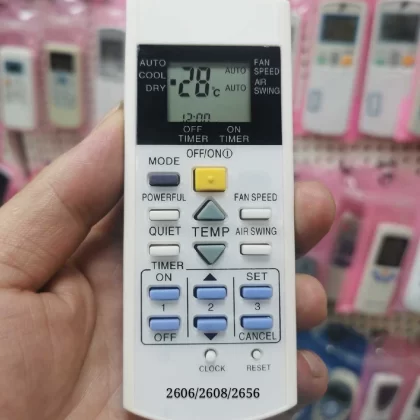 AUTO
COOL
DRY
28°C
AUTO
AUTO
12:00
FAN
SPEED
AIR
SWING
OFF
TIMER
ON
TIMER
OFF/ON
MODE
POWERFUL
FAN SPEED
QUIET
TEMP
AIR SWING
TIMER
ON
SET
1
2
3
OFF
CANCEL
CLOCK
RESET
2606/2608/2656